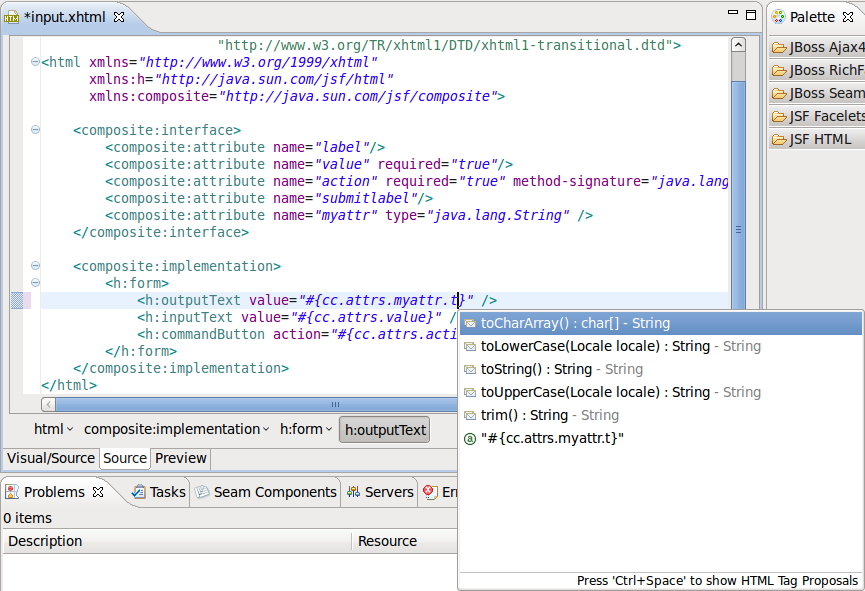 *input.xhtml
Palette
"http://www.w3.org/TR/xhtml1/DTD/xhtml1-transitional.dtd">
<html xmlns="http://www.w3.org/1999/xhtml"
xmlns:h="http://java.sun.com/jsf/html"
xmlns:composite="http://java.sun.com/jsf/composite">
<composite:interface>
<composite:attribute name="label"/>
<composite:attribute name="value" required="true"/>
<composite:attribute name="action" required="true" method-signature="java.lang
<composite:attribute name="submitlabel"/>
<composite:attribute name="myattr" type="java.lang.String" />
</composite:interface>
<composite:implementation>
<h:form>
<h:outputText value="#{cc.attrs.myattr.t}" />
<h:inputText value="#{cc.attrs.value}" /
<h:commandButton action="#{cc.attrs.acti
</h:form>
</composite:implementation>
</html>
JBoss Ajax4
JBoss RichF
JBoss Seam
JSF Facelets
JSF HTML
toCharArray() : char[] - String
toLowerCase(Locale locale) : String - String
toString() : String - String
toUpperCase(Locale locale) : String - String
trim() : String - String
"#{cc.attrs.myattr.t}"
Press 'Ctrl+Space' to show HTML Tag Proposals
html composite:implementation h:form h:outputText
Visual/Source Source Preview
Problems Tasks Seam Components Servers Er
0 items
Description Resource